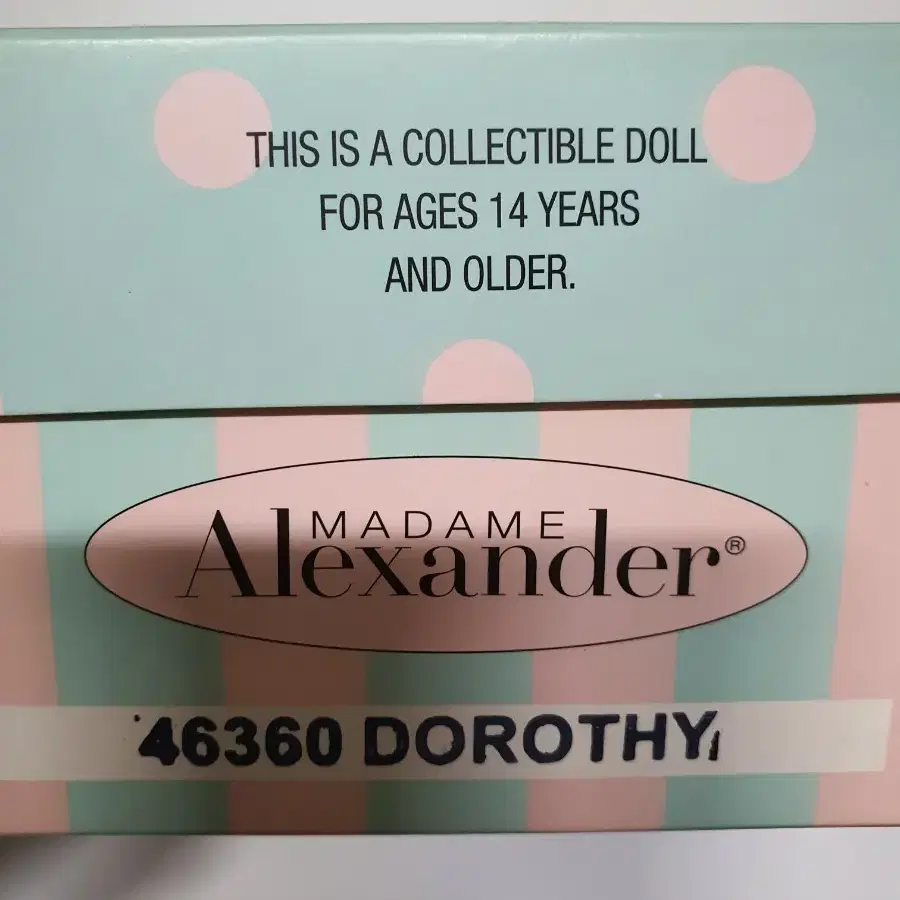 THIS IS A COLLECTIBLE DOLL
FOR AGES 14 YEARS
AND OLDER.
MADAME
Alexander®
46360 DOROTHY